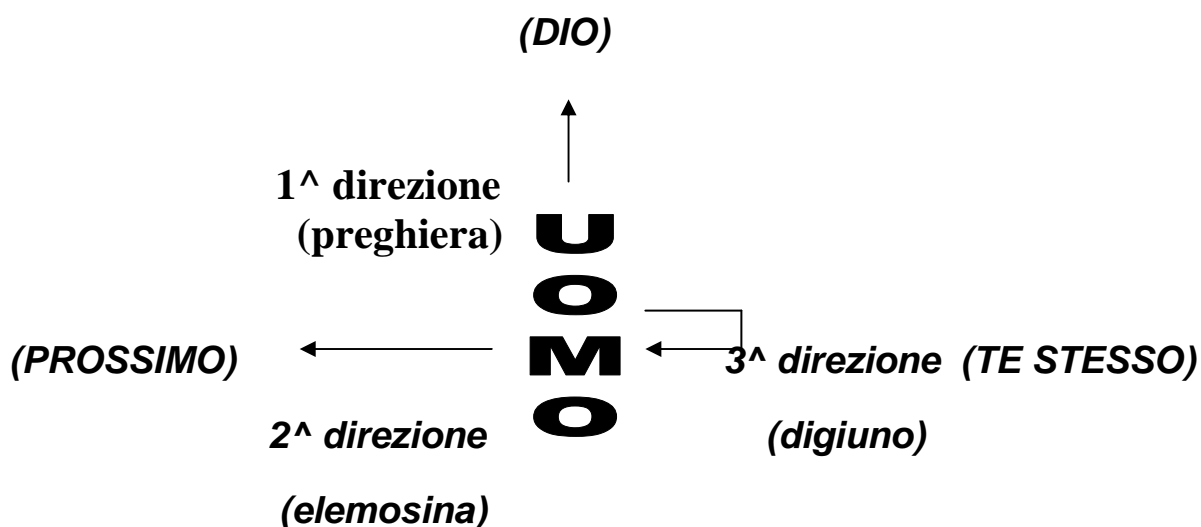 (DIO)
1^ direzione
(preghiera)
U
O
M
O
(PROSSIMO)
3^ direzione (TE STESSO)
2^ direzione
(digiuno)
(elemosina)